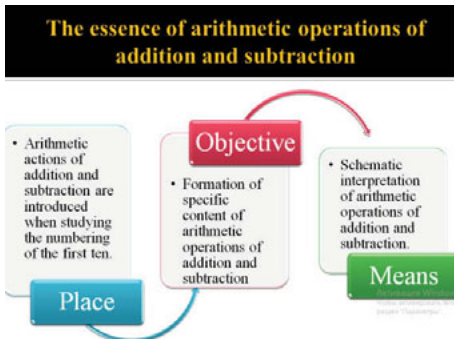 The essence of arithmetic operations of
addition and subtraction
• Arithmetic
actions of
addition and
subtraction are
introduced
when studying
the numbering
of the first ten.
Place
Objective
• Formation of
specific
content of
arithmetic
operations of
addition and
subtraction
• Schematic
interpretation
of arithmetic
operations of
addition and
subtraction.
Means